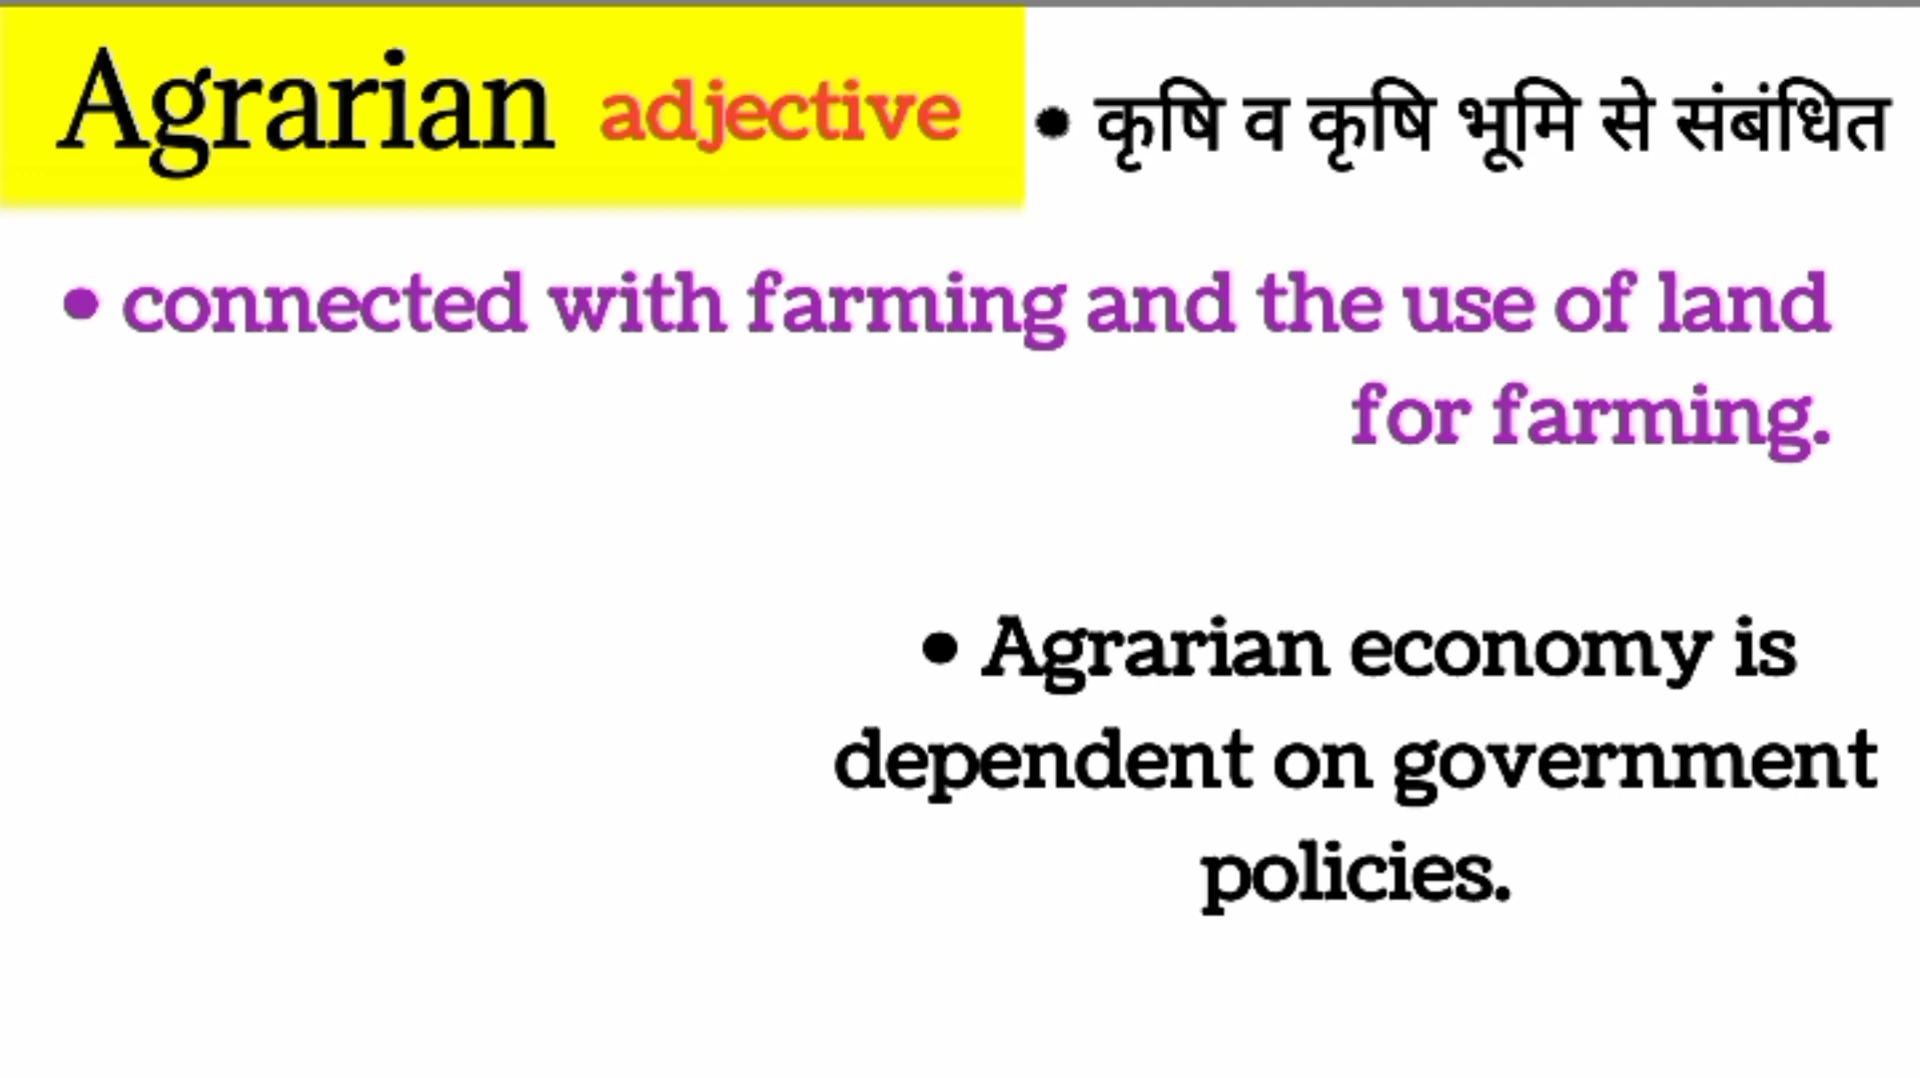 Agrarian adjective • कृषि व कृषि भूमि से संबंधित
• connected with farming and the use of land
for farming.
• Agrarian economy is
dependent on government
policies.